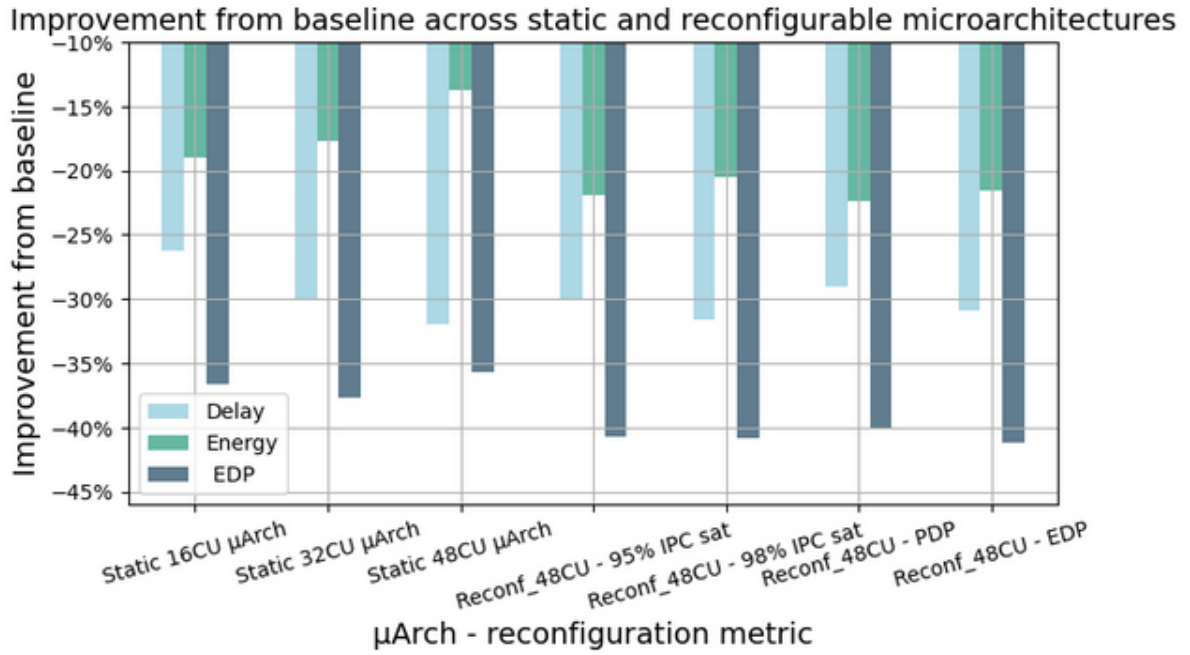 Improvement from baseline across static and reconfigurable microarchitectures
Improvement from baseline
−10%
−15%
−20%
−25%
−30%
−35%
−40%
−45%
Delay
Energy
EDP
Static 16CU μArch
Static 32CU μArch
Static 48CU μArch
Reconf_48CU - 95% IPC sat
Reconf_48CU - 98% IPC sat
Reconf_48CU - PDP
Reconf_48CU - EDP
μArch - reconfiguration metric